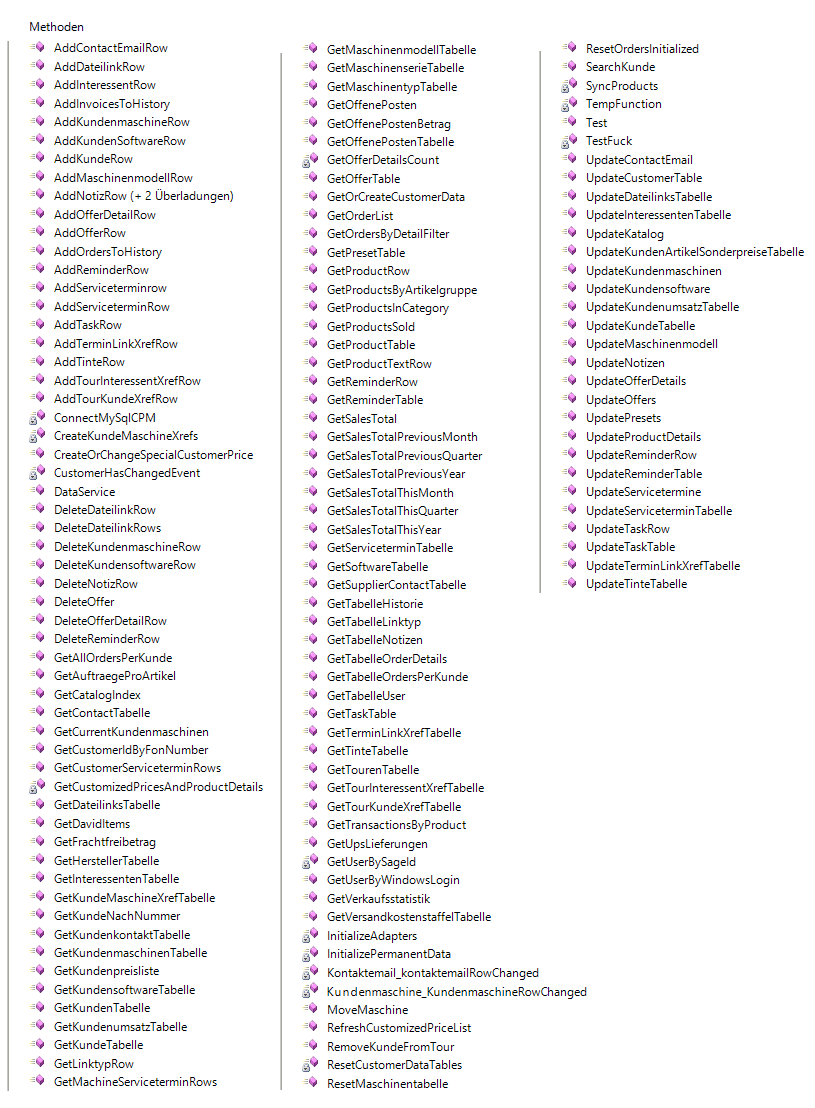 Methoden
AddContactEmailRow
AddDateilinkRow
AddInteressentRow
AddInvoicesToHistory
AddKundenmaschineRow
AddKundenSoftwareRow
AddKundeRow
AddMaschinenmodellRow
AddNotizRow (+ 2 Überladungen)
AddOfferDetailRow
AddOfferRow
AddOrdersToHistory
AddReminderRow
AddServiceterminrow
AddServiceterminRow
AddTaskRow
AddTerminLinkXrefRow
AddTinteRow
AddTourInteressentXrefRow
AddTourKundeXrefRow
ConnectMySqlCPM
CreateKundeMaschineXrefs
CreateOrChangeSpecialCustomerPrice
CustomerHasChangedEvent
DataService
DeleteDateilinkRow
DeleteDateilinkRows
DeleteKundenmaschineRow
DeleteKundensoftwareRow
DeleteNotizRow
DeleteOffer
DeleteOfferDetailRow
DeleteReminderRow
GetAllOrdersPerKunde
GetAuftraegeProArtikel
GetCatalogIndex
GetContactTabelle
GetCurrentKundenmaschinen
GetCustomerIdByFonNumber
GetCustomerServiceterminRows
GetCustomizedPricesAndProductDetails
GetDateilinksTabelle
GetDavidItems
GetFrachtfreibetrag
GetHerstellerTabelle
GetInteressentenTabelle
GetKundeMaschineXrefTabelle
GetKundeNachNummer
GetKundenkontaktTabelle
GetKundenmaschinenTabelle
GetKundenpreisliste
GetKundensoftwareTabelle
GetKundenTabelle
GetKundenumsatzTabelle
GetKundeTabelle
GetLinktypRow
GetMachineServiceterminRows
GetMaschinenmodellTabelle
GetMaschinenserieTabelle
GetMaschinentypTabelle
GetOffenePosten
GetOffenePostenBetrag
GetOffenePostenTabelle
GetOfferDetailsCount
GetOfferTable
GetOrCreateCustomerData
GetOrderList
GetOrdersByDetailFilter
GetPresetTable
GetProductRow
GetProductsByArtikelgruppe
GetProductsInCategory
GetProductsSold
GetProductTable
GetProductTextRow
GetReminderRow
GetReminderTable
GetSalesTotal
GetSalesTotalPreviousMonth
GetSalesTotalPreviousQuarter
GetSalesTotalPreviousYear
GetSalesTotalThisMonth
GetSalesTotalThisQuarter
GetSalesTotalThisYear
GetServiceterminTabelle
GetSoftwareTabelle
GetSupplierContactTabelle
GetTabelleHistorie
GetTabelleLinktyp
GetTabelleNotizen
GetTabelleOrderDetails
GetTabelleOrdersPerKunde
GetTabelleUser
GetTaskTable
GetTerminLinkXrefTabelle
GetTinteTabelle
GetTourenTabelle
GetTourInteressentXrefTabelle
GetTourKundeXrefTabelle
GetTransactionsByProduct
GetUpsLieferungen
GetUserBySageId
GetUserByWindowsLogin
GetVerkaufsstatistik
GetVersandkostenstaffelTabelle
InitializeAdapters
InitializePermanentData
Kontaktemail_kontaktemailRowChanged
Kundenmaschine_KundenmaschineRowChanged
MoveMaschine
RefreshCustomizedPriceList
RemoveKundeFromTour
ResetCustomerDataTables
ResetMaschinentabelle
ResetOrdersInitialized
SearchKunde
SyncProducts
TempFunction
Test
TestFuck
UpdateContactEmail
UpdateCustomerTable
UpdateDateilinksTabelle
UpdateInteressentenTabelle
UpdateKatalog
UpdateKundenArtikelSonderpreiseTabelle
UpdateKundenmaschinen
UpdateKundensoftware
UpdateKundenumsatzTabelle
UpdateKundeTabelle
UpdateMaschinenmodell
UpdateNotizen
UpdateOfferDetails
UpdateOffers
UpdatePresets
UpdateProductDetails
UpdateReminderRow
UpdateReminderTable
UpdateServicetermine
UpdateServiceterminTabelle
UpdateTaskRow
UpdateTaskTable
UpdateTerminLinkXrefTabelle
UpdateTinteTabelle